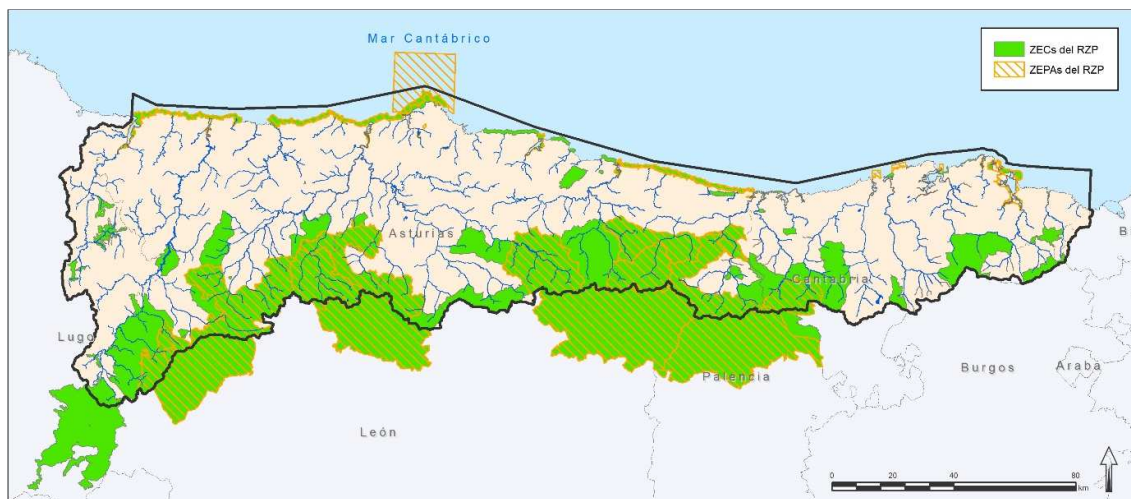 Mar Cantábrico
ZECs del RZP
ZEPAs del RZP
Asturias
Cantabria
B
Lugo
Palencia
Burgos
Araba
León
0 20 40 80
km